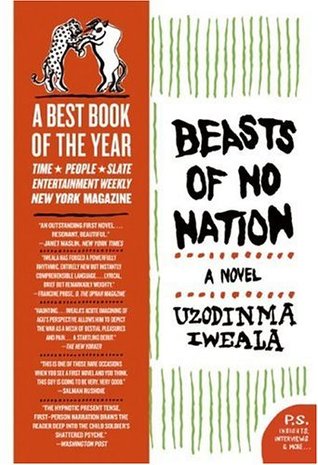 A BEST BOOK
OF THE YEAR
TIME ★ PEOPLE ★ SLATE
ENTERTAINMENT WEEKLY
NEW YORK MAGAZINE
"AN OUTSTANDING FIRST NOVEL....
RESONANT, BEAUTIFUL."
—JANET MASLIN, NEW YORK TIMES
"IWEALA HAS FORGED A POWERFULLY
RHYTHMIC, ENTIRELY NEW BUT INSTANTLY
COMPREHENSIBLE LANGUAGE.... LYRICAL,
BRIEF BUT REMARKABLY WEIGHTY."
—FRANCINE PROSE, O, THE OPRAH MAGAZINE
"HAUNTING.... IWEALA'S ACUTE IMAGINING OF
AGU'S PERSPECTIVE ALLOWS HIM TO DEPICT
THE WAR AS A MESH OF BESTIAL PLEASURES
AND PAIN.... A STARTLING DEBUT."
—THE NEW YORKER
"THIS IS ONE OF THOSE RARE OCCASIONS
WHEN YOU SEE A FIRST NOVEL AND YOU THINK,
THIS GUY IS GOING TO BE VERY, VERY GOOD."
—SALMAN RUSHDIE
"THE HYPNOTIC PRESENT TENSE,
FIRST-PERSON NARRATION DRAWS THE
READER DEEP INTO THE CHILD SOLDIER'S
SHATTERED PSYCHE."
—WASHINGTON POST
BEASTS
OF NO
NATION
A NOVEL
UZODINMA
IWEALA
P.S.
INSIGHTS,
INTERVIEWS
& MORE...